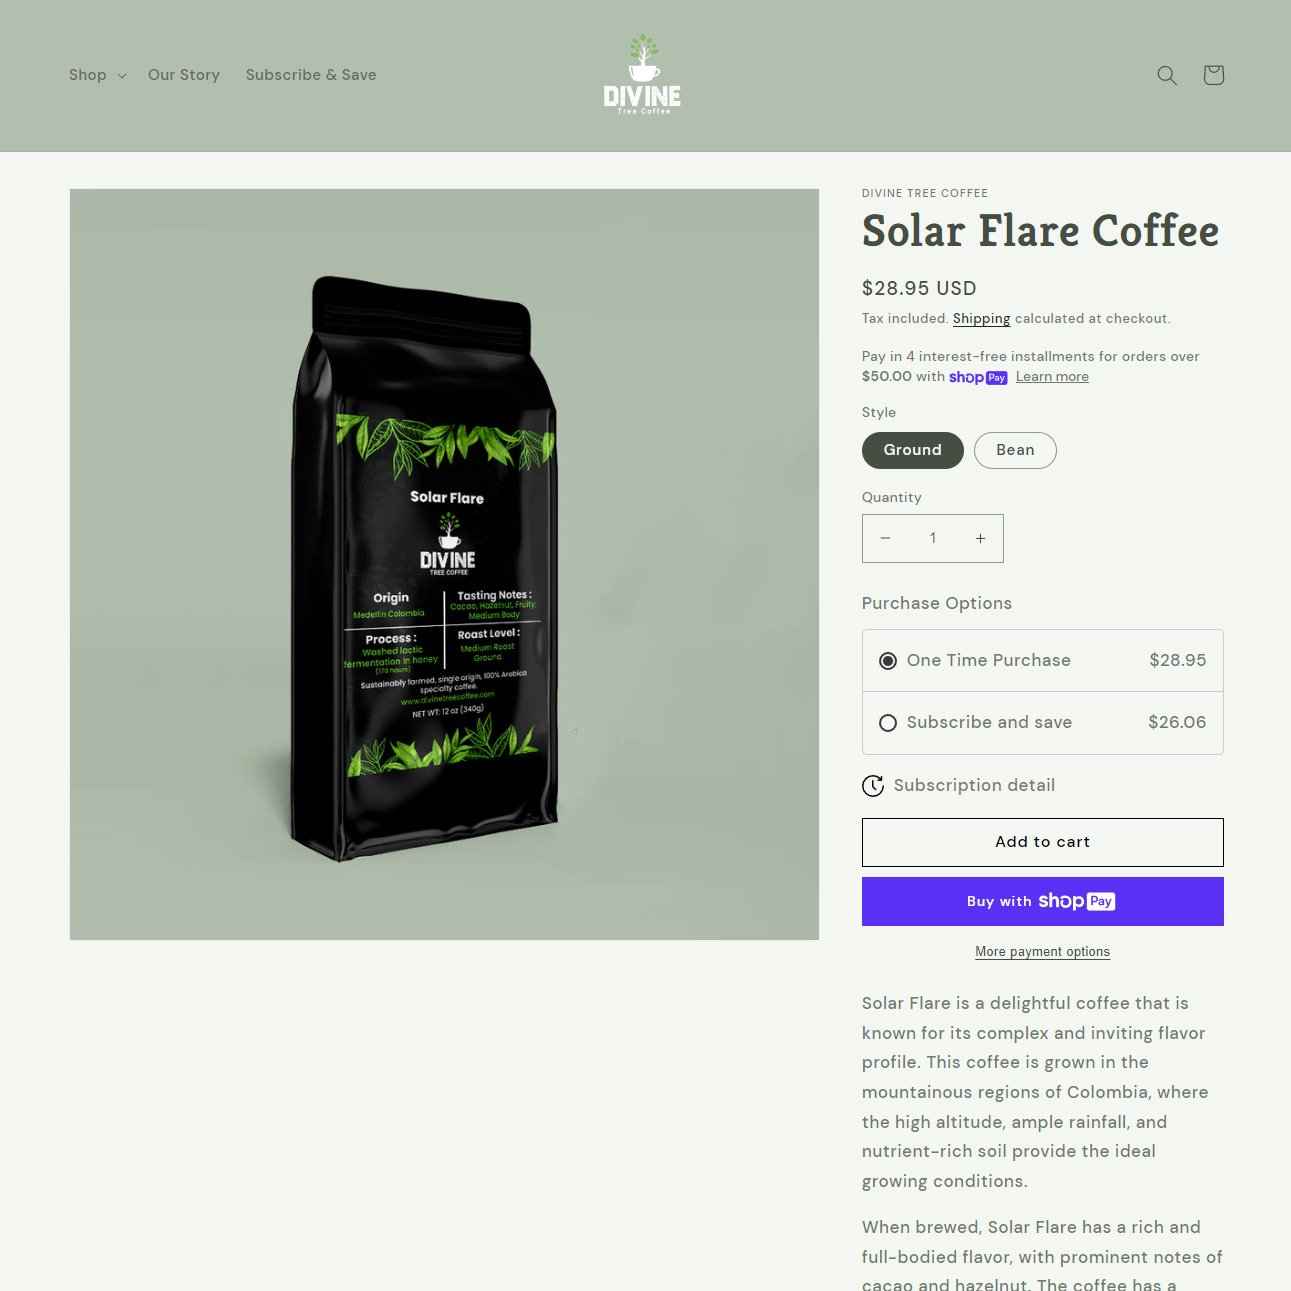 Shop
Our Story
Subscribe & Save
DIVINE
Tree Coffee
Solar Flare
DIVINE
TREE COFFEE
Origin
Medellin Colombia
Tasting Notes :
Cacao, Hazelnut, Fruity,
Medium Body
Process :
Washed lactic
fermentation in honey
(170 hours)
Roast Level :
Medium Roast
Ground
Sustainably farmed, single origin, 100% Arabica
specialty coffee.
www.divinetreecoffee.com
NET WT: 12 oz (340g)
DIVINE TREE COFFEE
Solar Flare Coffee
$28.95 USD
Tax included. Shipping calculated at checkout.
Pay in 4 interest-free installments for orders over
$50.00 with shop Pay Learn more
Style
Ground
Bean
Quantity
− 1 +
Purchase Options
One Time Purchase $28.95
Subscribe and save $26.06
Subscription detail
Add to cart
Buy with shop Pay
More payment options
Solar Flare is a delightful coffee that is
known for its complex and inviting flavor
profile. This coffee is grown in the
mountainous regions of Colombia, where
the high altitude, ample rainfall, and
nutrient-rich soil provide the ideal
growing conditions.
When brewed, Solar Flare has a rich and
full-bodied flavor, with prominent notes of
cacao and hazelnut. The coffee has a